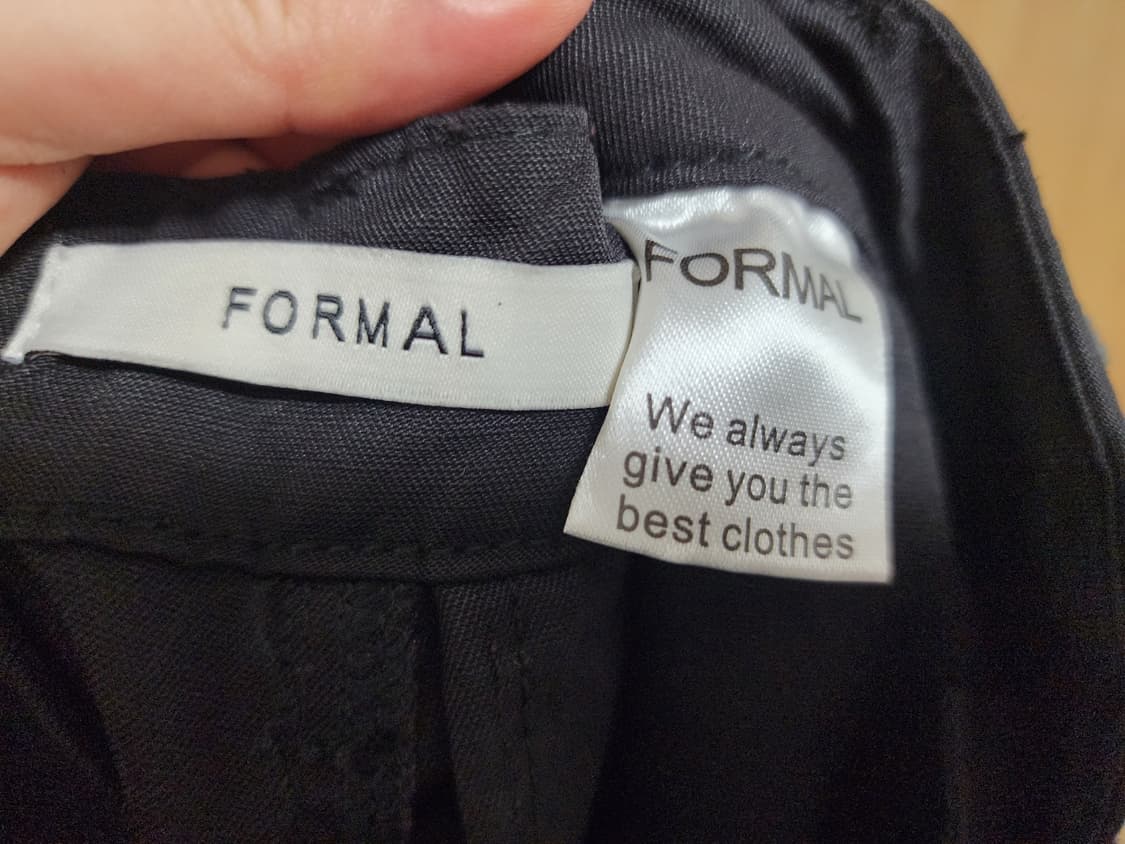 FORMAL
FORMAL
We always
give you the
best clothes